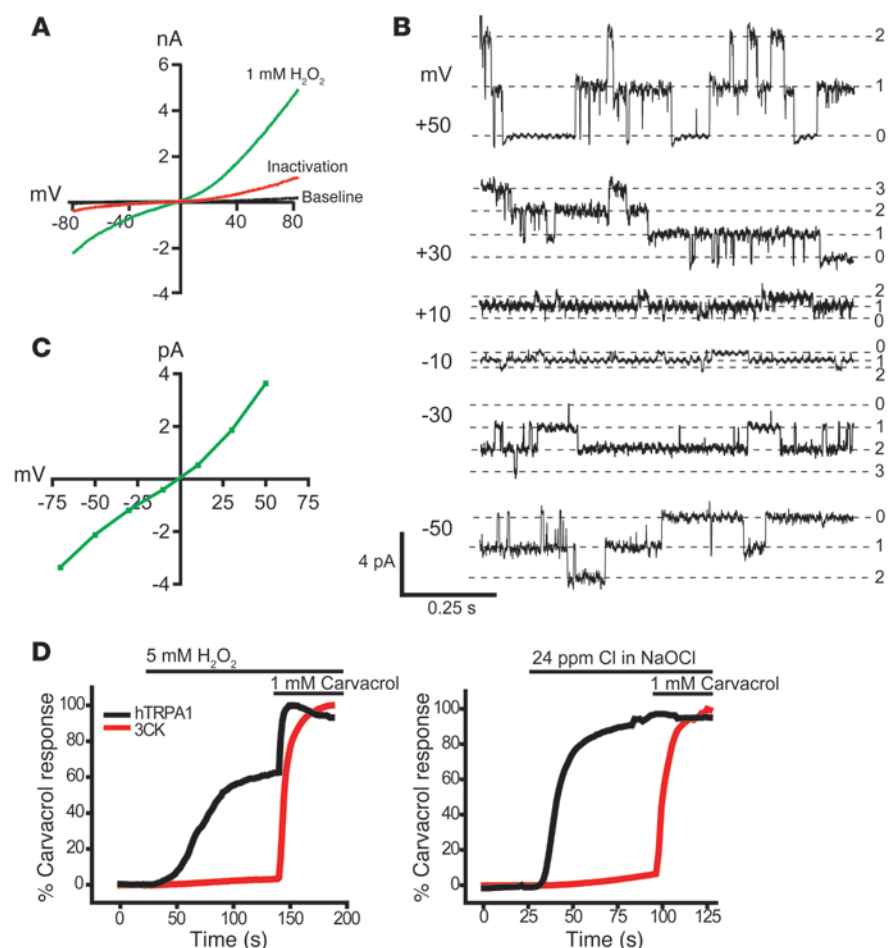 A
nA
6
4
2
-2
-4
1 mM H₂O₂
Inactivation
Baseline
mV
-80 -40 40 80
B
mV
+50
2
1
0
+30
3
2
1
0
+10
2
1
0
-10
0
1
2
-30
0
1
2
3
-50
0
1
2
4 pA
0.25 s
C
pA
4
2
-2
-4
mV
-75 -50 -25 0 25 50 75
D
5 mM H₂O₂
1 mM Carvacrol
hTRPA1
3CK
% Carvacrol response
100
80
60
40
20
0
0 50 100 150 200
Time (s)
24 ppm Cl in NaOCl
1 mM Carvacrol
% Carvacrol response
100
80
60
40
20
0
0 25 50 75 100 125
Time (s)